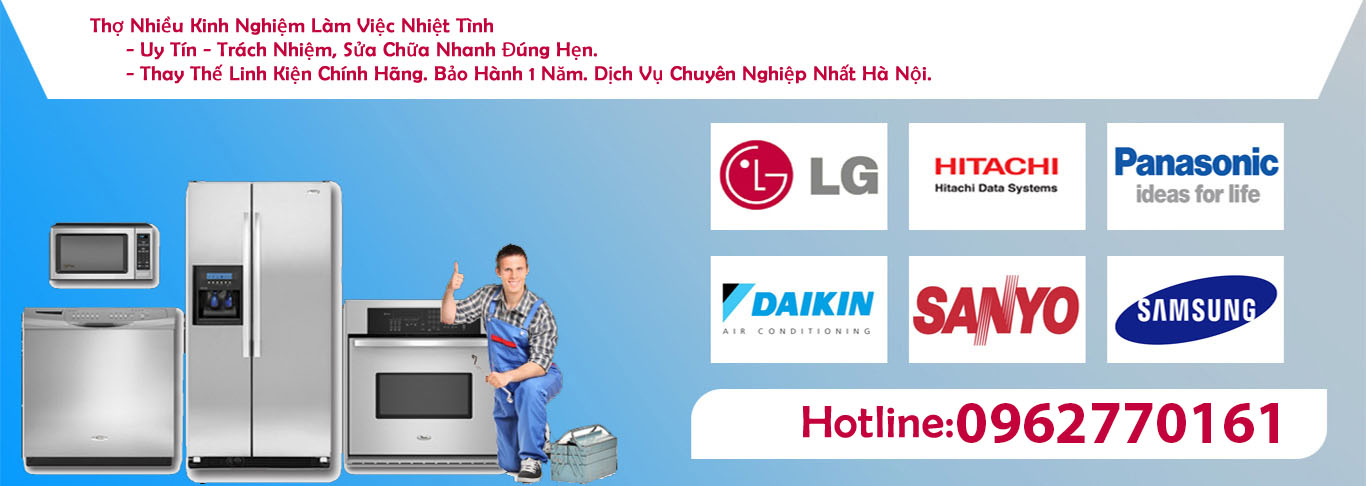 Thợ Nhiều Kinh Nghiệm Làm Việc Nhiệt Tình
- Uy Tín - Trách Nhiệm, Sửa Chữa Nhanh Đúng Hẹn.
- Thay Thế Linh Kiện Chính Hãng. Bảo Hành 1 Năm. Dịch Vụ Chuyên Nghiệp Nhất Hà Nội.
LG
HITACHI
Hitachi Data Systems
Panasonic
ideas for life
DAIKIN
AIR CONDITIONING
SANYO
SAMSUNG
Hotline:0962770161